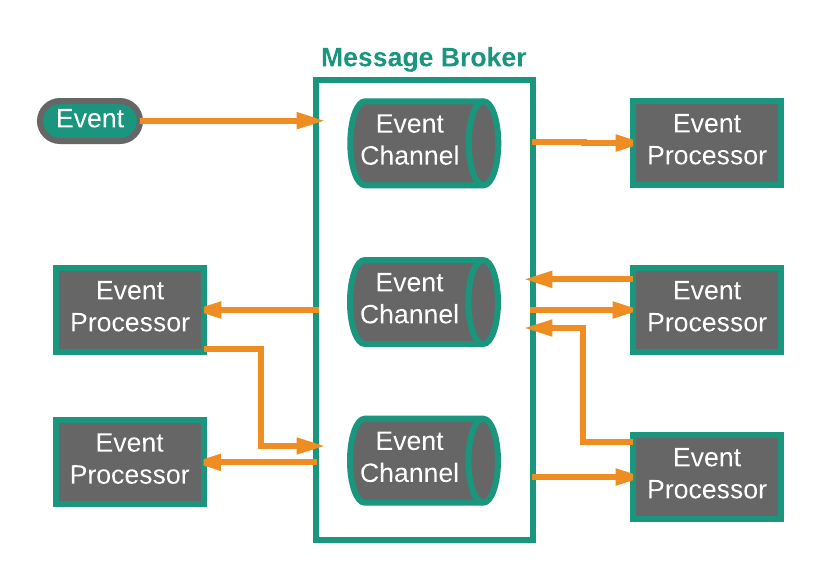 Message Broker
Event
Event
Channel
Event
Processor
Event
Processor
Event
Channel
Event
Processor
Event
Processor
Event
Channel
Event
Processor